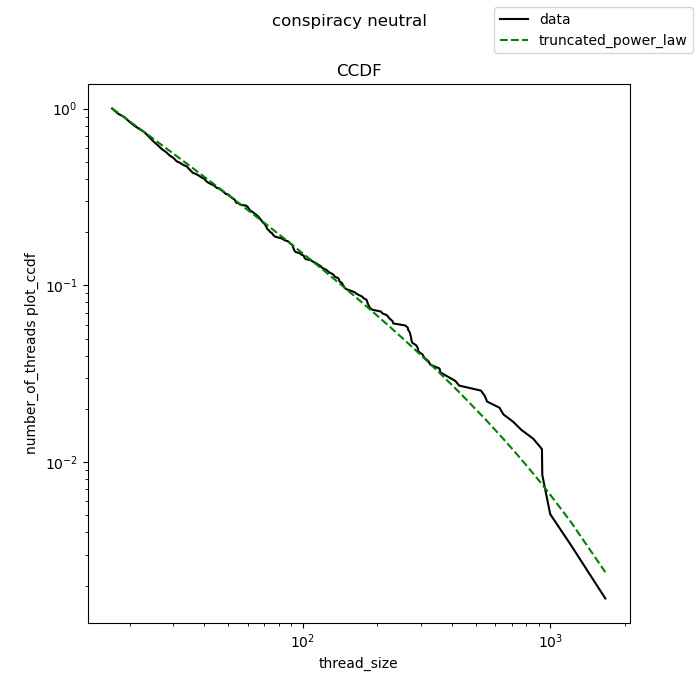 conspiracy neutral
data
truncated_power_law
CCDF
10⁰
10⁻¹
10⁻²
number_of_threads plot_ccdf
10² 10³
thread_size